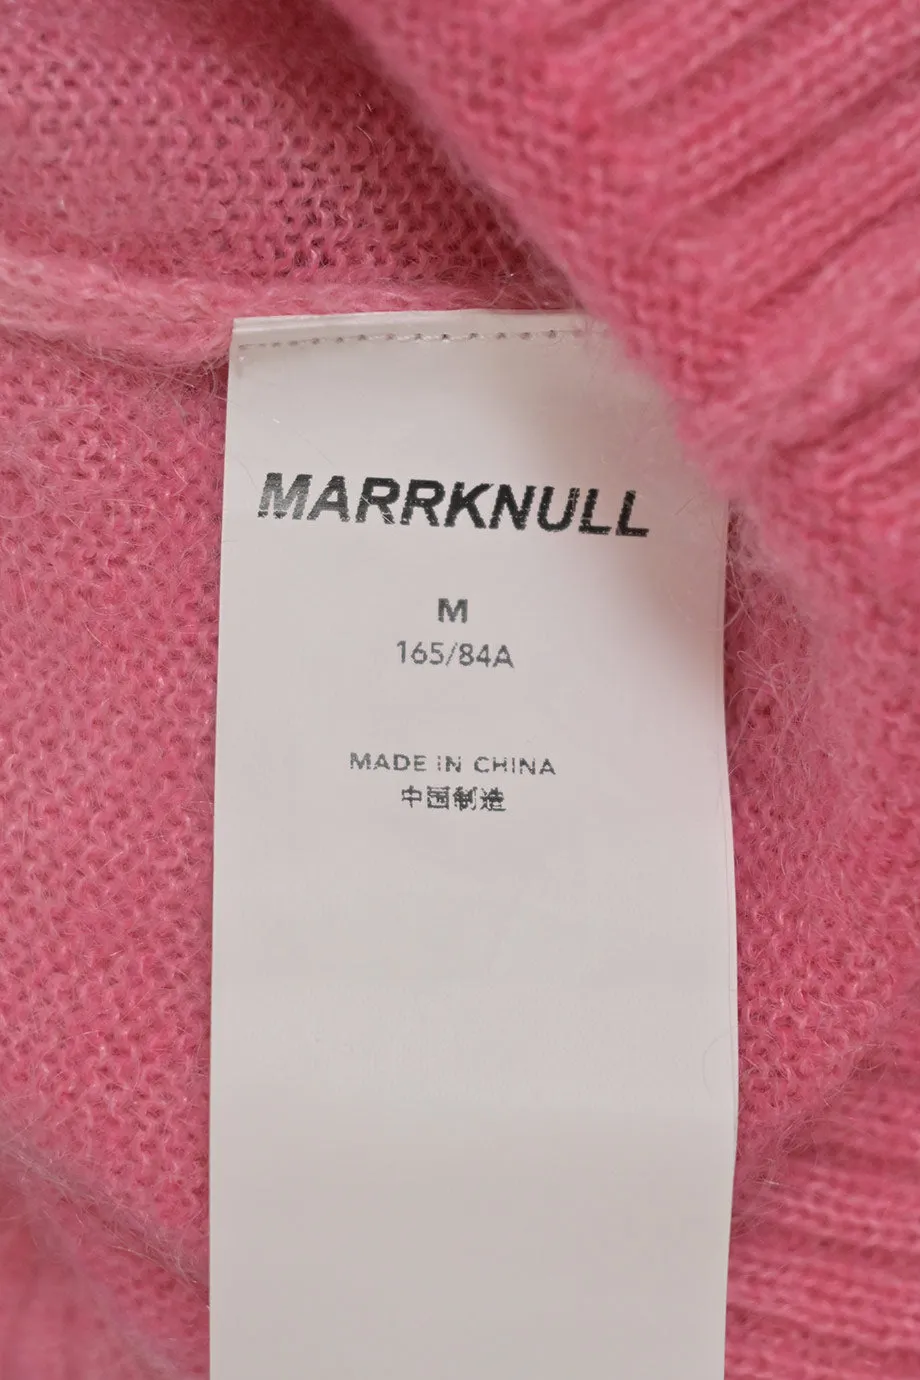 MARRKNULL
M
165/84A
MADE IN CHINA
中国制造